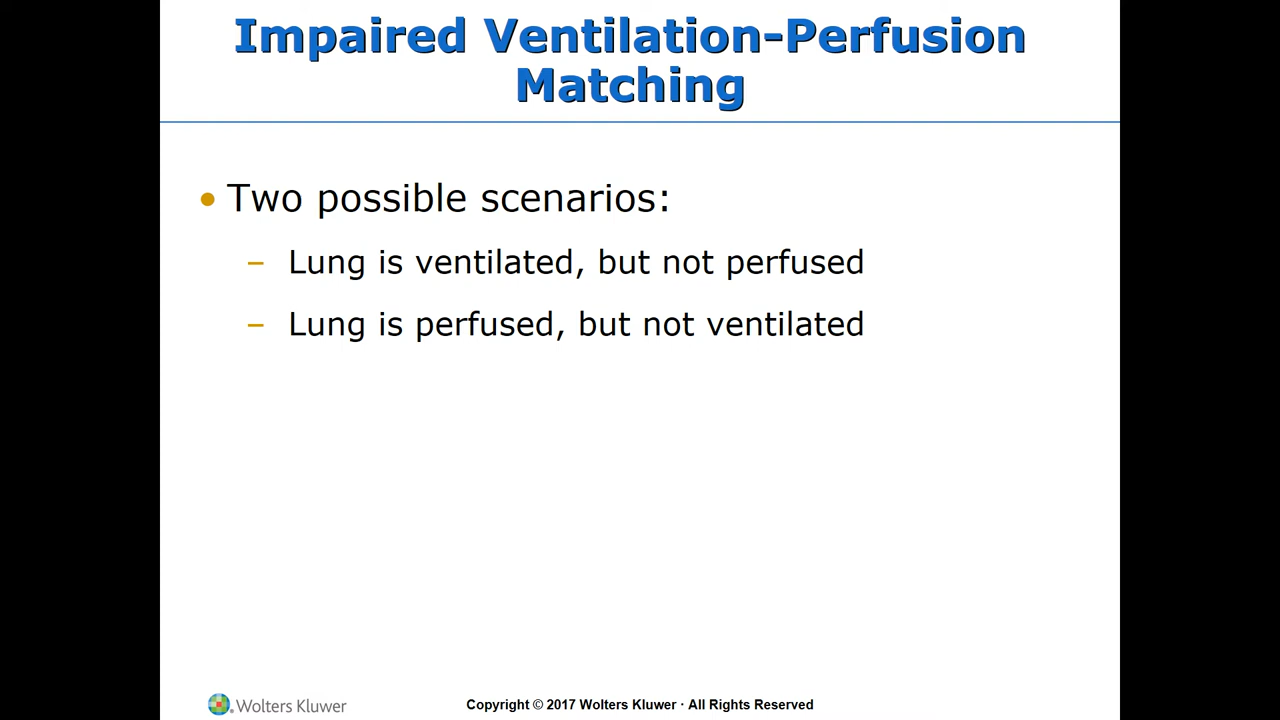 Impaired Ventilation-Perfusion
Matching
• Two possible scenarios:
– Lung is ventilated, but not perfused
– Lung is perfused, but not ventilated
Wolters Kluwer
Copyright © 2017 Wolters Kluwer · All Rights Reserved